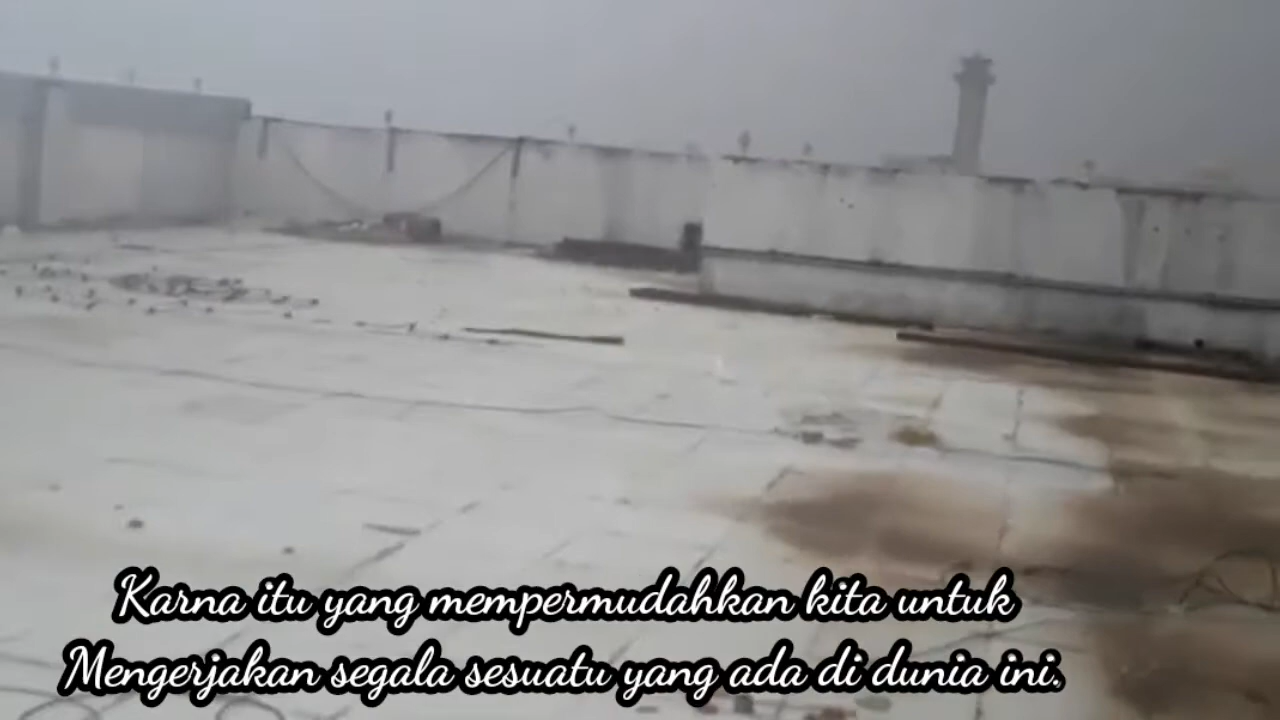 Karna itu yang mempermudahkan kita untuk
Mengerjakan segala sesuatu yang ada di dunia ini.